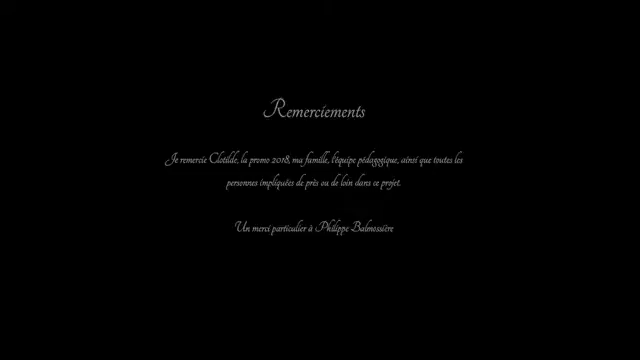 Remerciements
Je remercie Clotilde, la promo 2018, ma famille, l'équipe pédagogique, ainsi que toutes les
personnes impliquées de près ou de loin dans ce projet.
Un merci particulier à Philippe Balmossière